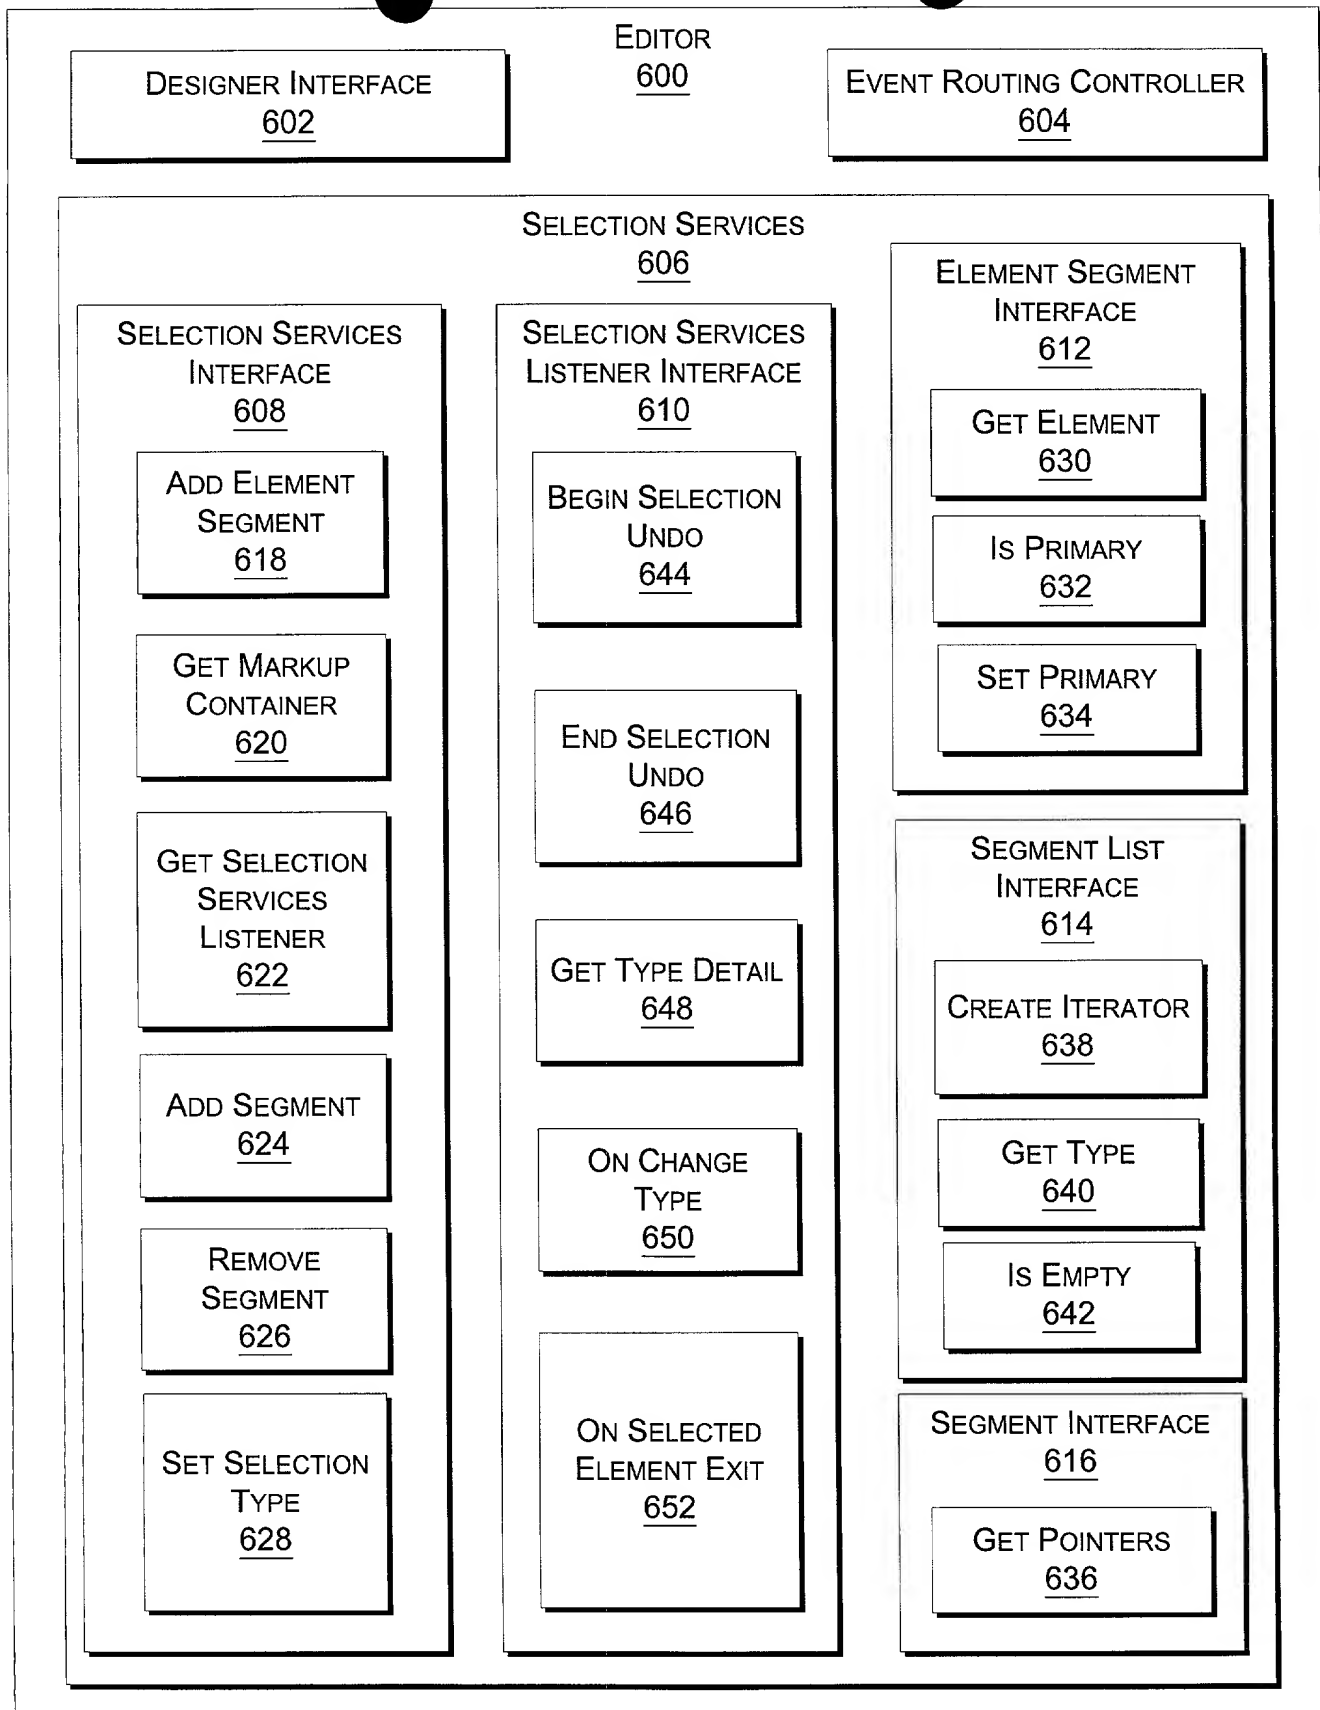 EDITOR
600
DESIGNER INTERFACE
602
EVENT ROUTING CONTROLLER
604
SELECTION SERVICES
606
SELECTION SERVICES
INTERFACE
608
ADD ELEMENT
SEGMENT
618
GET MARKUP
CONTAINER
620
GET SELECTION
SERVICES
LISTENER
622
ADD SEGMENT
624
REMOVE
SEGMENT
626
SET SELECTION
TYPE
628
SELECTION SERVICES
LISTENER INTERFACE
610
BEGIN SELECTION
UNDO
644
END SELECTION
UNDO
646
GET TYPE DETAIL
648
ON CHANGE
TYPE
650
ON SELECTED
ELEMENT EXIT
652
ELEMENT SEGMENT
INTERFACE
612
GET ELEMENT
630
IS PRIMARY
632
SET PRIMARY
634
SEGMENT LIST
INTERFACE
614
CREATE ITERATOR
638
GET TYPE
640
IS EMPTY
642
SEGMENT INTERFACE
616
GET POINTERS
636